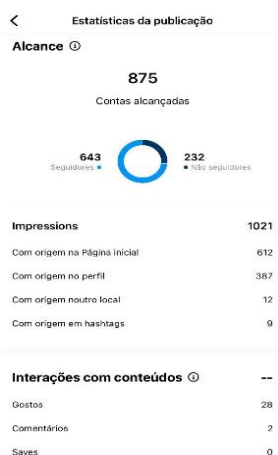 Estatísticas da publicação
Alcance
875
Contas alcançadas
643
Seguidores
232
Não seguidores
Impressions 1021
Com origem na Página inicial 612
Com origem no perfil 387
Com origem noutro local 12
Com origem em hashtags 9
Interações com conteúdos --
Gostos 28
Comentários 2
Saves 0